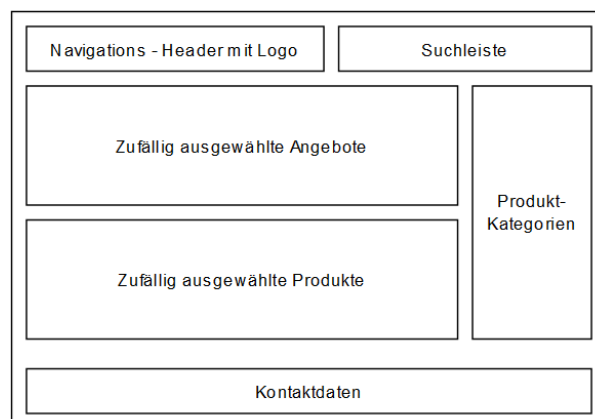 Navigations - Header mit Logo
Suchleiste
Zufällig ausgewählte Angebote
Produkt-
Kategorien
Zufällig ausgewählte Produkte
Kontaktdaten